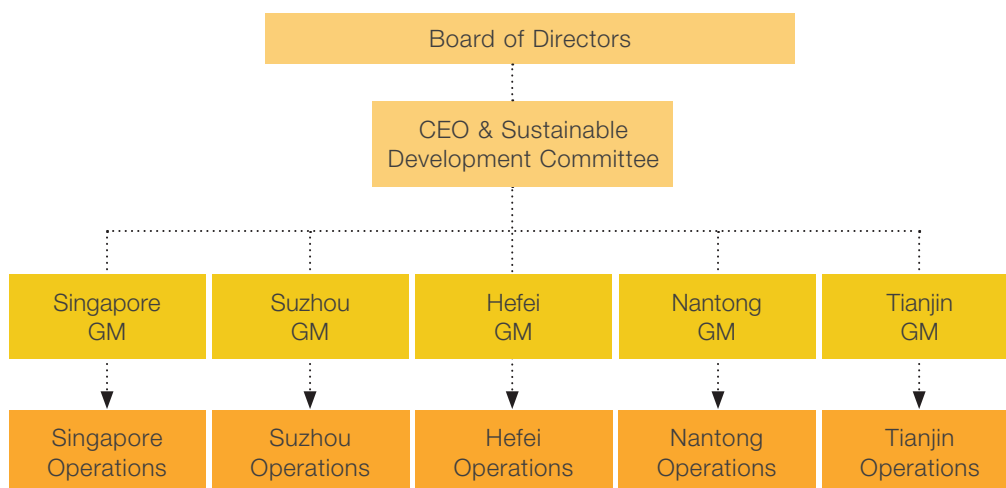 Board of Directors
CEO & Sustainable
Development Committee
Singapore
GM
Suzhou
GM
Hefei
GM
Nantong
GM
Tianjin
GM
Singapore
Operations
Suzhou
Operations
Hefei
Operations
Nantong
Operations
Tianjin
Operations